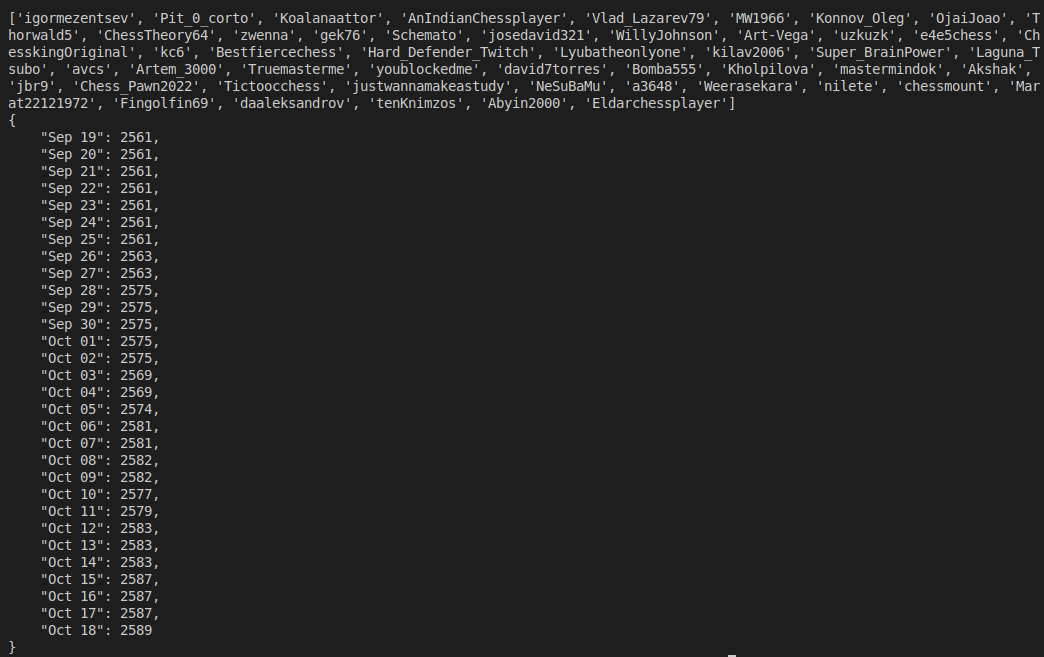 ['igormezentsev', 'Pit_0_corto', 'Koalanaattor', 'AnIndianChessplayer', 'Vlad_Lazarev79', 'MW1966', 'Konnov_Oleg', 'OjaiJoao', 'T
horwald5', 'ChessTheory64', 'zwenna', 'gek76', 'Schemato', 'josedavid321', 'WillyJohnson', 'Art-Vega', 'uzkuzk', 'e4e5chess', 'Ch
esskingOriginal', 'kc6', 'Bestfiercechess', 'Hard_Defender_Twitch', 'Lyubatheonlyone', 'kilav2006', 'Super_BrainPower', 'Laguna_T
subo', 'avcs', 'Artem_3000', 'Truemasterme', 'youblockedme', 'david7torres', 'Bomba555', 'Kholpilova', 'mastermindok', 'Akshak',
'jbr9', 'Chess_Pawn2022', 'Tictoocchess', 'justwannamakeastudy', 'NeSuBaMu', 'a3648', 'Weerasekara', 'nilete', 'chessmount', 'Mar
at22121972', 'Fingolfin69', 'daaleksandrov', 'tenKnimzos', 'Abyin2000', 'Eldarchessplayer']
{
    "Sep 19": 2561,
    "Sep 20": 2561,
    "Sep 21": 2561,
    "Sep 22": 2561,
    "Sep 23": 2561,
    "Sep 24": 2561,
    "Sep 25": 2561,
    "Sep 26": 2563,
    "Sep 27": 2563,
    "Sep 28": 2575,
    "Sep 29": 2575,
    "Sep 30": 2575,
    "Oct 01": 2575,
    "Oct 02": 2575,
    "Oct 03": 2569,
    "Oct 04": 2569,
    "Oct 05": 2574,
    "Oct 06": 2581,
    "Oct 07": 2581,
    "Oct 08": 2582,
    "Oct 09": 2582,
    "Oct 10": 2577,
    "Oct 11": 2579,
    "Oct 12": 2583,
    "Oct 13": 2583,
    "Oct 14": 2583,
    "Oct 15": 2587,
    "Oct 16": 2587,
    "Oct 17": 2587,
    "Oct 18": 2589
}